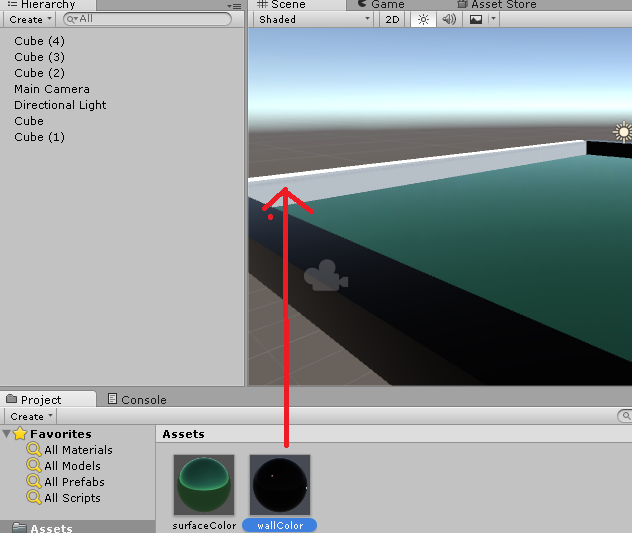 Hierarchy
Create
All
Cube (4)
Cube (3)
Cube (2)
Main Camera
Directional Light
Cube
Cube (1)
Scene
Game
Asset Store
Shaded
2D
Project
Console
Create
Favorites
All Materials
All Models
All Prefabs
All Scripts
Assets
Assets
surfaceColor
wallColor